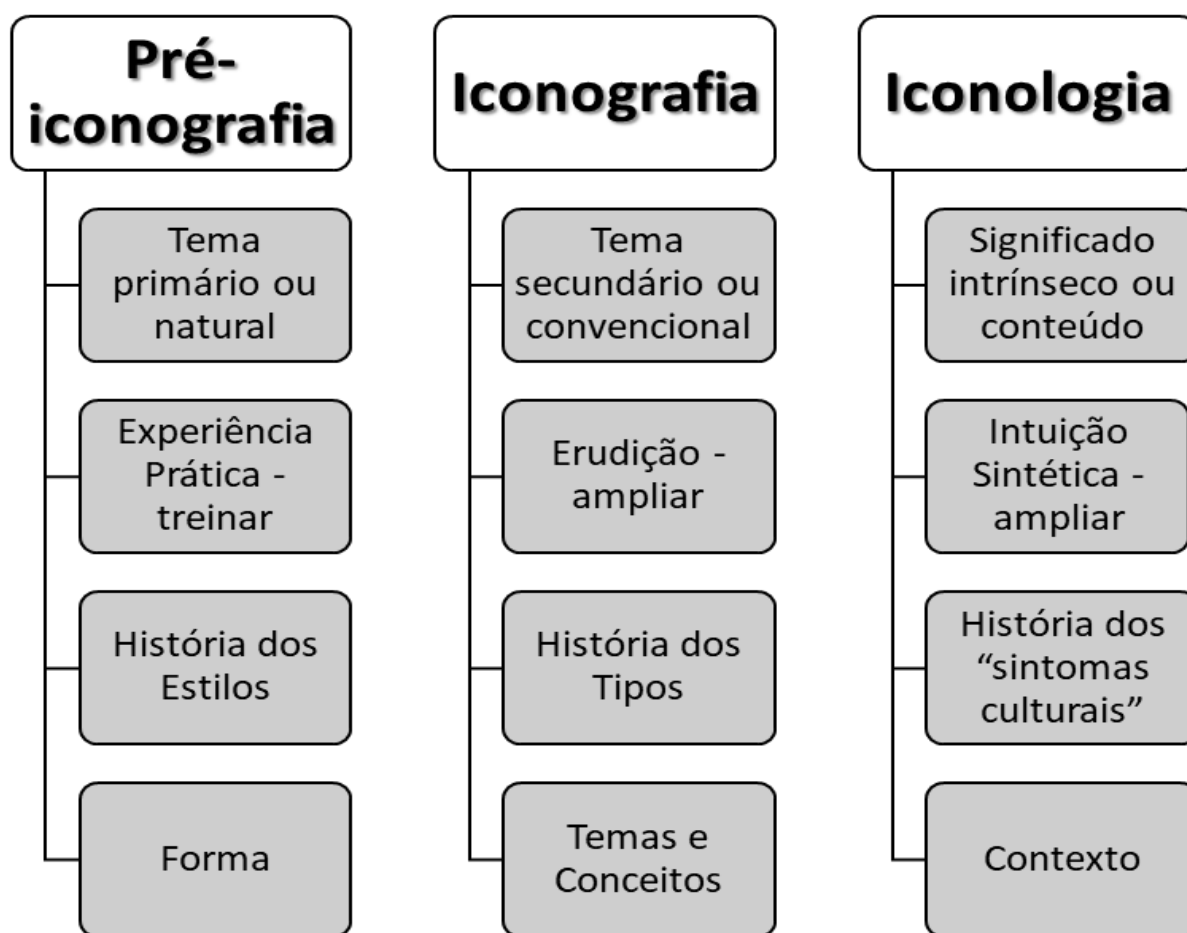 Pré-
iconografia
Tema
primário ou
natural
Experiência
Prática -
treinar
História dos
Estilos
Forma
Iconografia
Tema
secundário ou
convencional
Erudição -
ampliar
História dos
Tipos
Temas e
Conceitos
Iconologia
Significado
intrínseco ou
conteúdo
Intuição
Sintética -
ampliar
História dos
“sintomas
culturais”
Contexto